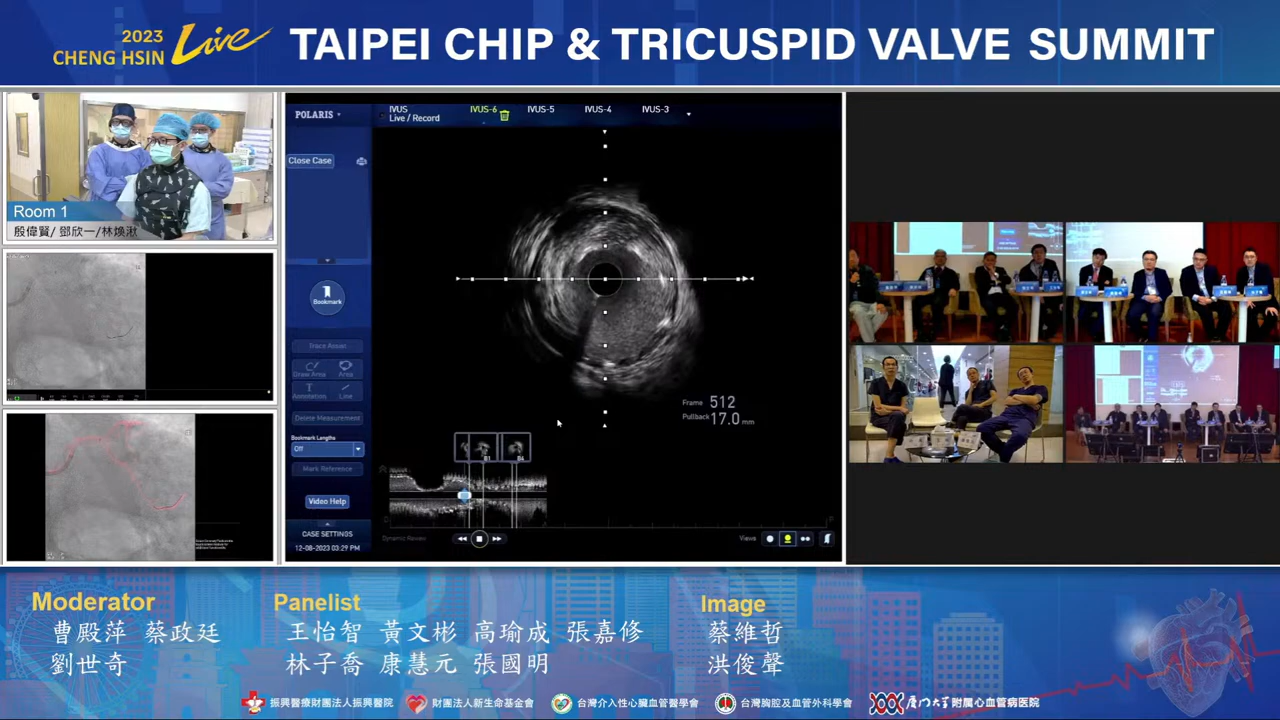 2023
CHENG HSIN Live
TAIPEI CHIP & TRICUSPID VALVE SUMMIT
Room 1
殷偉賢/ 鄧欣一/林煥湫
POLARIS
IVUS
Live / Record
IVUS-6
IVUS-5
IVUS-4
IVUS-3
Close Case
Bookmark
Trace Assist
Draw Area
Area
Annotation
Line
Delete Measurement
Bookmark Lengths
Off
Mark Reference
Video Help
CASE SETTINGS
12-08-2023 03:29 PM
Frame 512
Pullback 17.0 mm
Dynamic Review
Views
Moderator
曹殿萍 蔡政廷
劉世奇
Panelist
王怡智 黃文彬 高瑜成 張嘉修
林子喬 康慧元 張國明
Image
蔡維哲
洪俊聲
振興醫療財團法人振興醫院
財團法人新生命基金會
台灣介入性心臟血管醫學會
台灣胸腔及血管外科學會
厦门大学附属心血管病医院